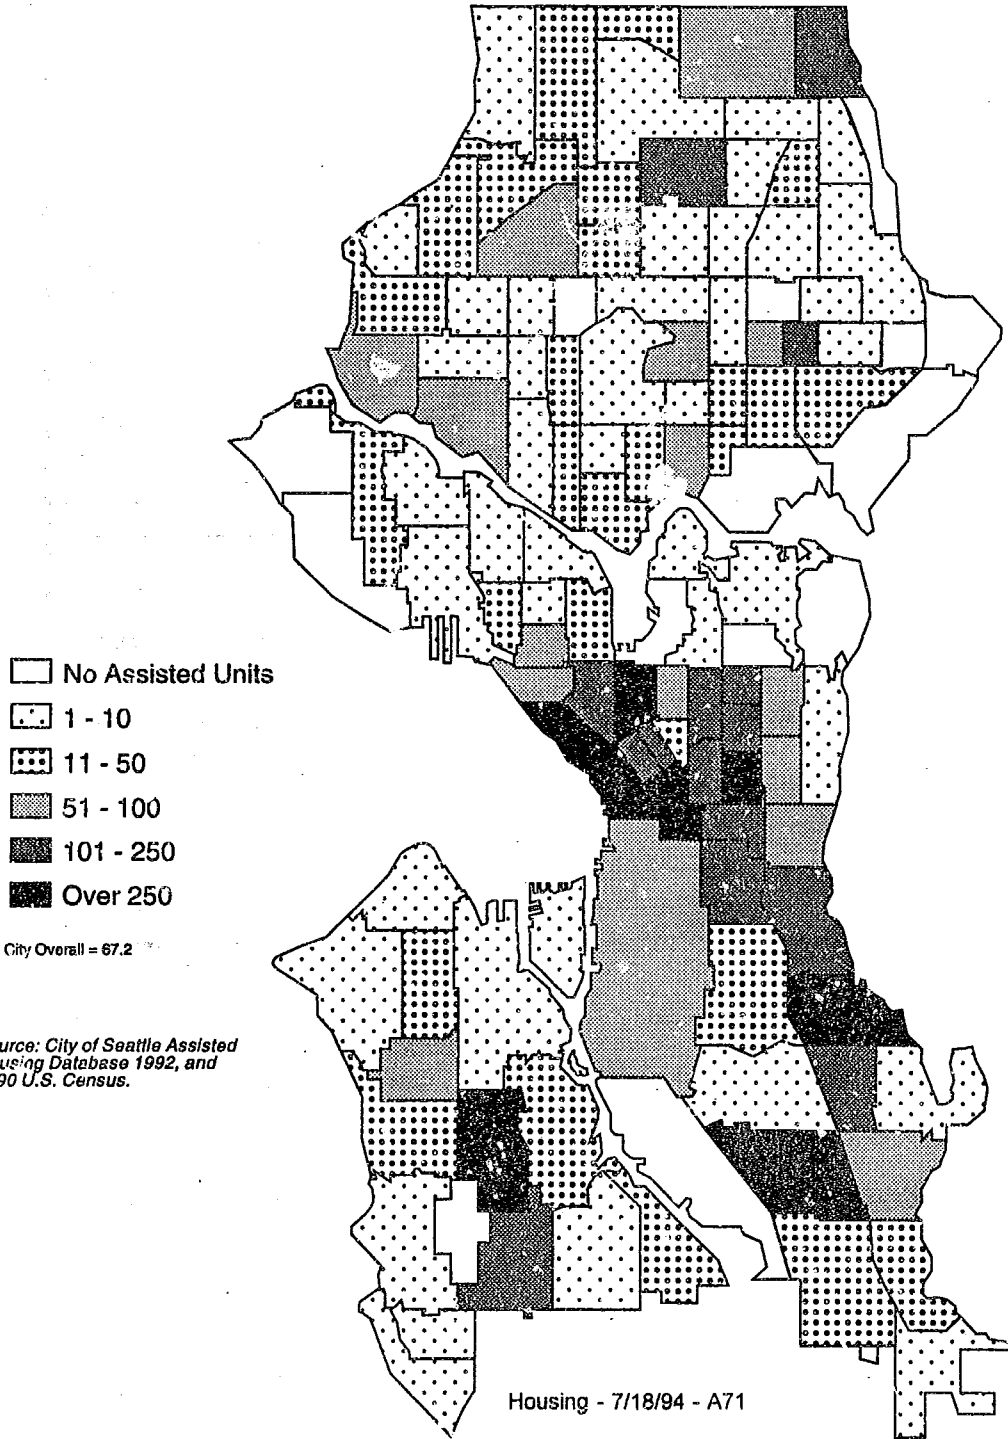 No Assisted Units
1 - 10
11 - 50
51 - 100
101 - 250
Over 250
City Overall = 67.2
urce: City of Seattle Assisted
using Database 1992, and
90 U.S. Census.
Housing - 7/18/94 - A71